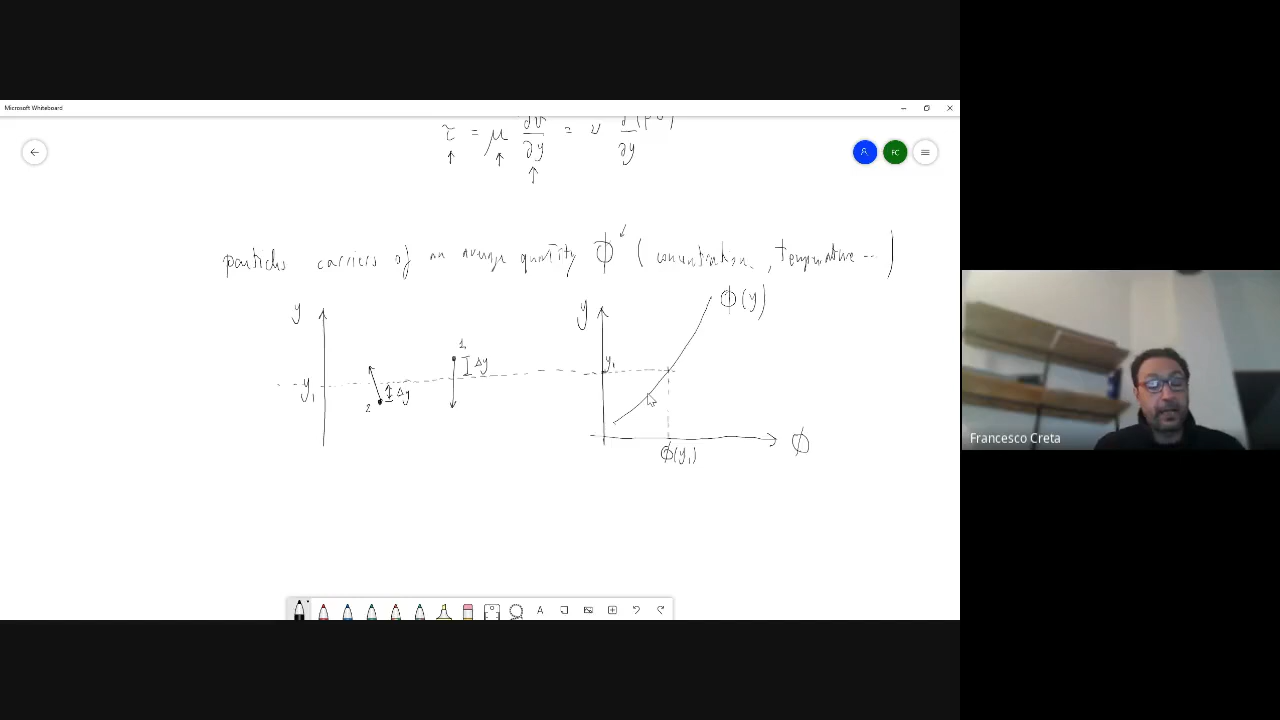 Microsoft Whiteboard
τ = μ ∂v/∂y = ν ∂(ρv)/∂y
FC
particles carriers of an average quantity ϕ (concentration, temperature ...)
y
y₁
1
Δy
2
Δy
y
y₁
ϕ(y)
ϕ
ϕ(y₁)
A
Francesco Creta